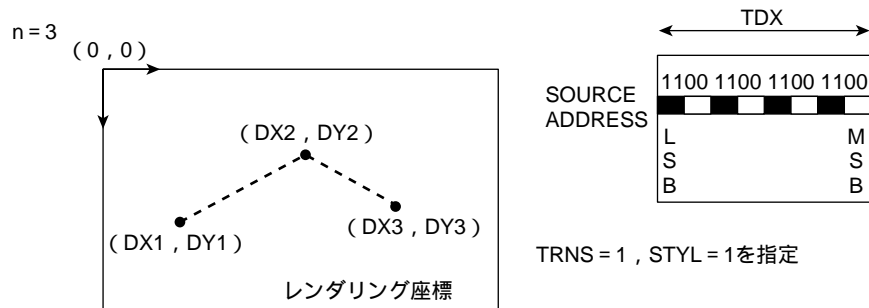 n = 3
( 0 , 0 )
( DX2 , DY2 )
( DX1 , DY1 )
( DX3 , DY3 )
レンダリング座標
TDX
1100 1100 1100 1100
SOURCE
ADDRESS
L M
S S
B B
TRNS = 1 , STYL = 1を指定